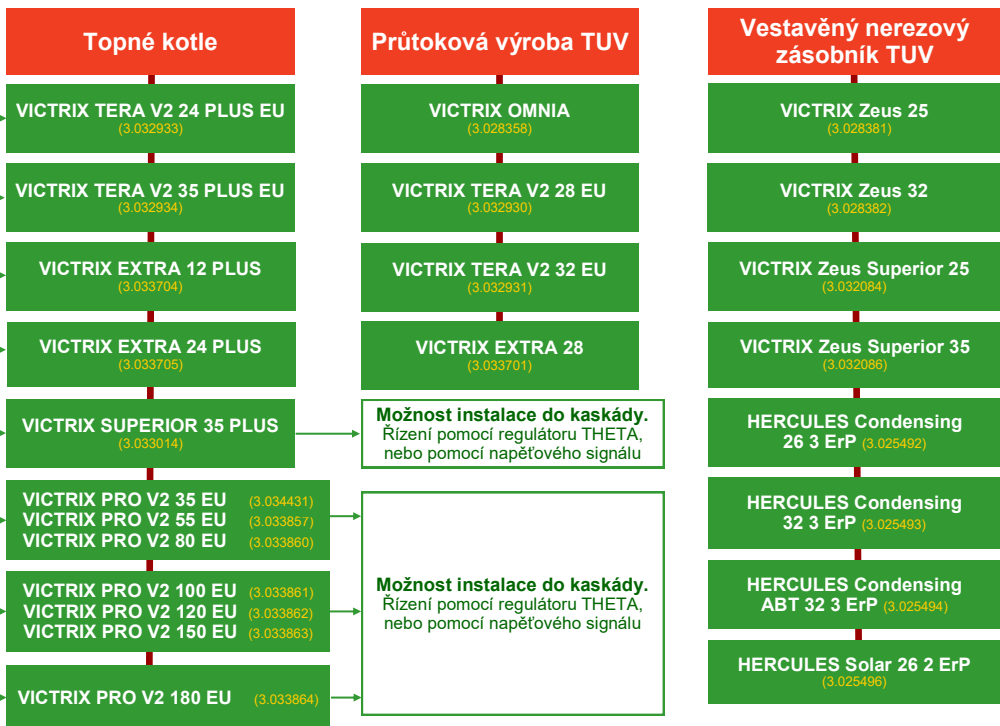 Topné kotle
VICTRIX TERA V2 24 PLUS EU
(3.032933)
VICTRIX TERA V2 35 PLUS EU
(3.032934)
VICTRIX EXTRA 12 PLUS
(3.033704)
VICTRIX EXTRA 24 PLUS
(3.033705)
VICTRIX SUPERIOR 35 PLUS
(3.033014)
VICTRIX PRO V2 35 EU (3.034431)
VICTRIX PRO V2 55 EU (3.033857)
VICTRIX PRO V2 80 EU (3.033860)
VICTRIX PRO V2 100 EU (3.033861)
VICTRIX PRO V2 120 EU (3.033862)
VICTRIX PRO V2 150 EU (3.033863)
VICTRIX PRO V2 180 EU (3.033864)
Průtoková výroba TUV
VICTRIX OMNIA
(3.028358)
VICTRIX TERA V2 28 EU
(3.032930)
VICTRIX TERA V2 32 EU
(3.032931)
VICTRIX EXTRA 28
(3.033701)
Možnost instalace do kaskády.
Řízení pomocí regulátoru THETA,
nebo pomocí napěťového signálu
Možnost instalace do kaskády.
Řízení pomocí regulátoru THETA,
nebo pomocí napěťového signálu
Vestavěný nerezový
zásobník TUV
VICTRIX Zeus 25
(3.028381)
VICTRIX Zeus 32
(3.028382)
VICTRIX Zeus Superior 25
(3.032084)
VICTRIX Zeus Superior 35
(3.032086)
HERCULES Condensing
26 3 ErP (3.025492)
HERCULES Condensing
32 3 ErP (3.025493)
HERCULES Condensing
ABT 32 3 ErP (3.025494)
HERCULES Solar 26 2 ErP
(3.025496)